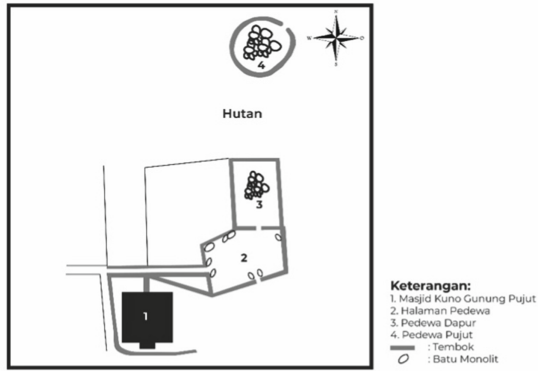 N
W
O
S
4
Hutan
3
2
1
Keterangan:
1. Masjid Kuno Gunung Pujut
2. Halaman Pedewa
3. Pedewa Dapur
4. Pedewa Pujut
: Tembok
: Batu Monolit